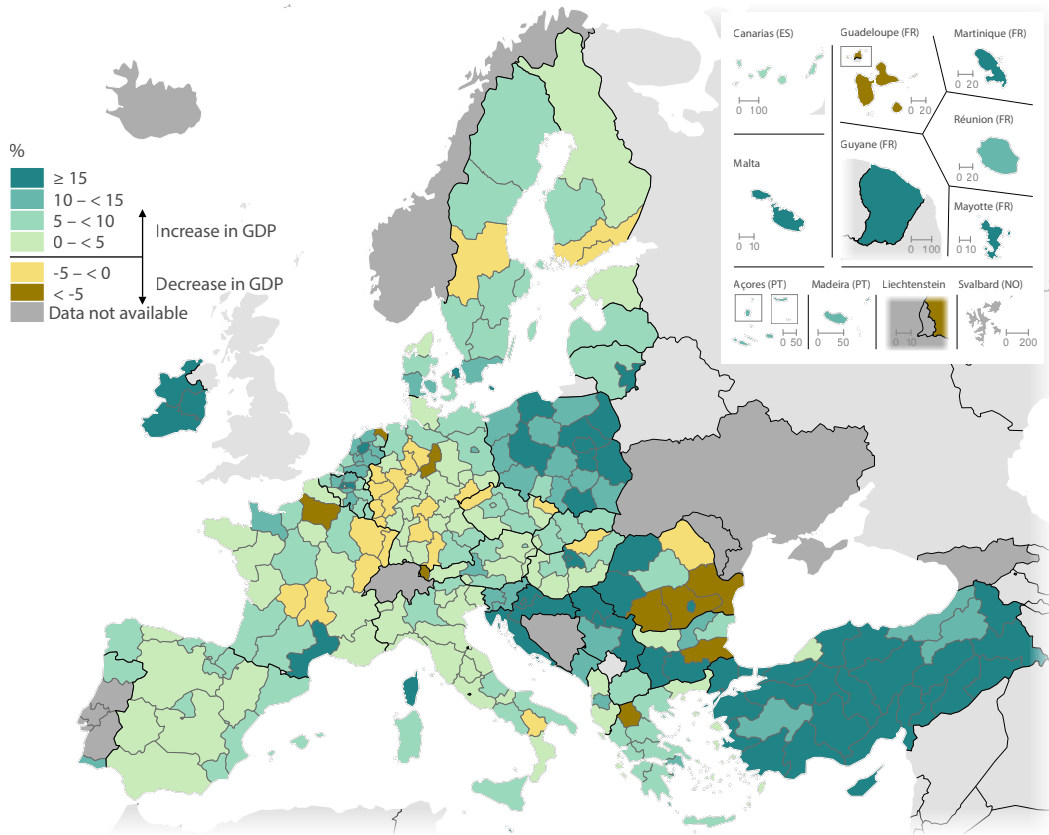 %
≥ 15
10 – < 15
5 – < 10
0 – < 5
Increase in GDP
-5 – < 0
< -5
Decrease in GDP
Data not available
Canarias (ES)
0 100
Guadeloupe (FR)
0 20
Martinique (FR)
0 20
Réunion (FR)
0 20
Malta
0 10
Guyane (FR)
0 100
Mayotte (FR)
0 10
Açores (PT)
0 50
Madeira (PT)
0 50
Liechtenstein
0 10
Svalbard (NO)
0 200